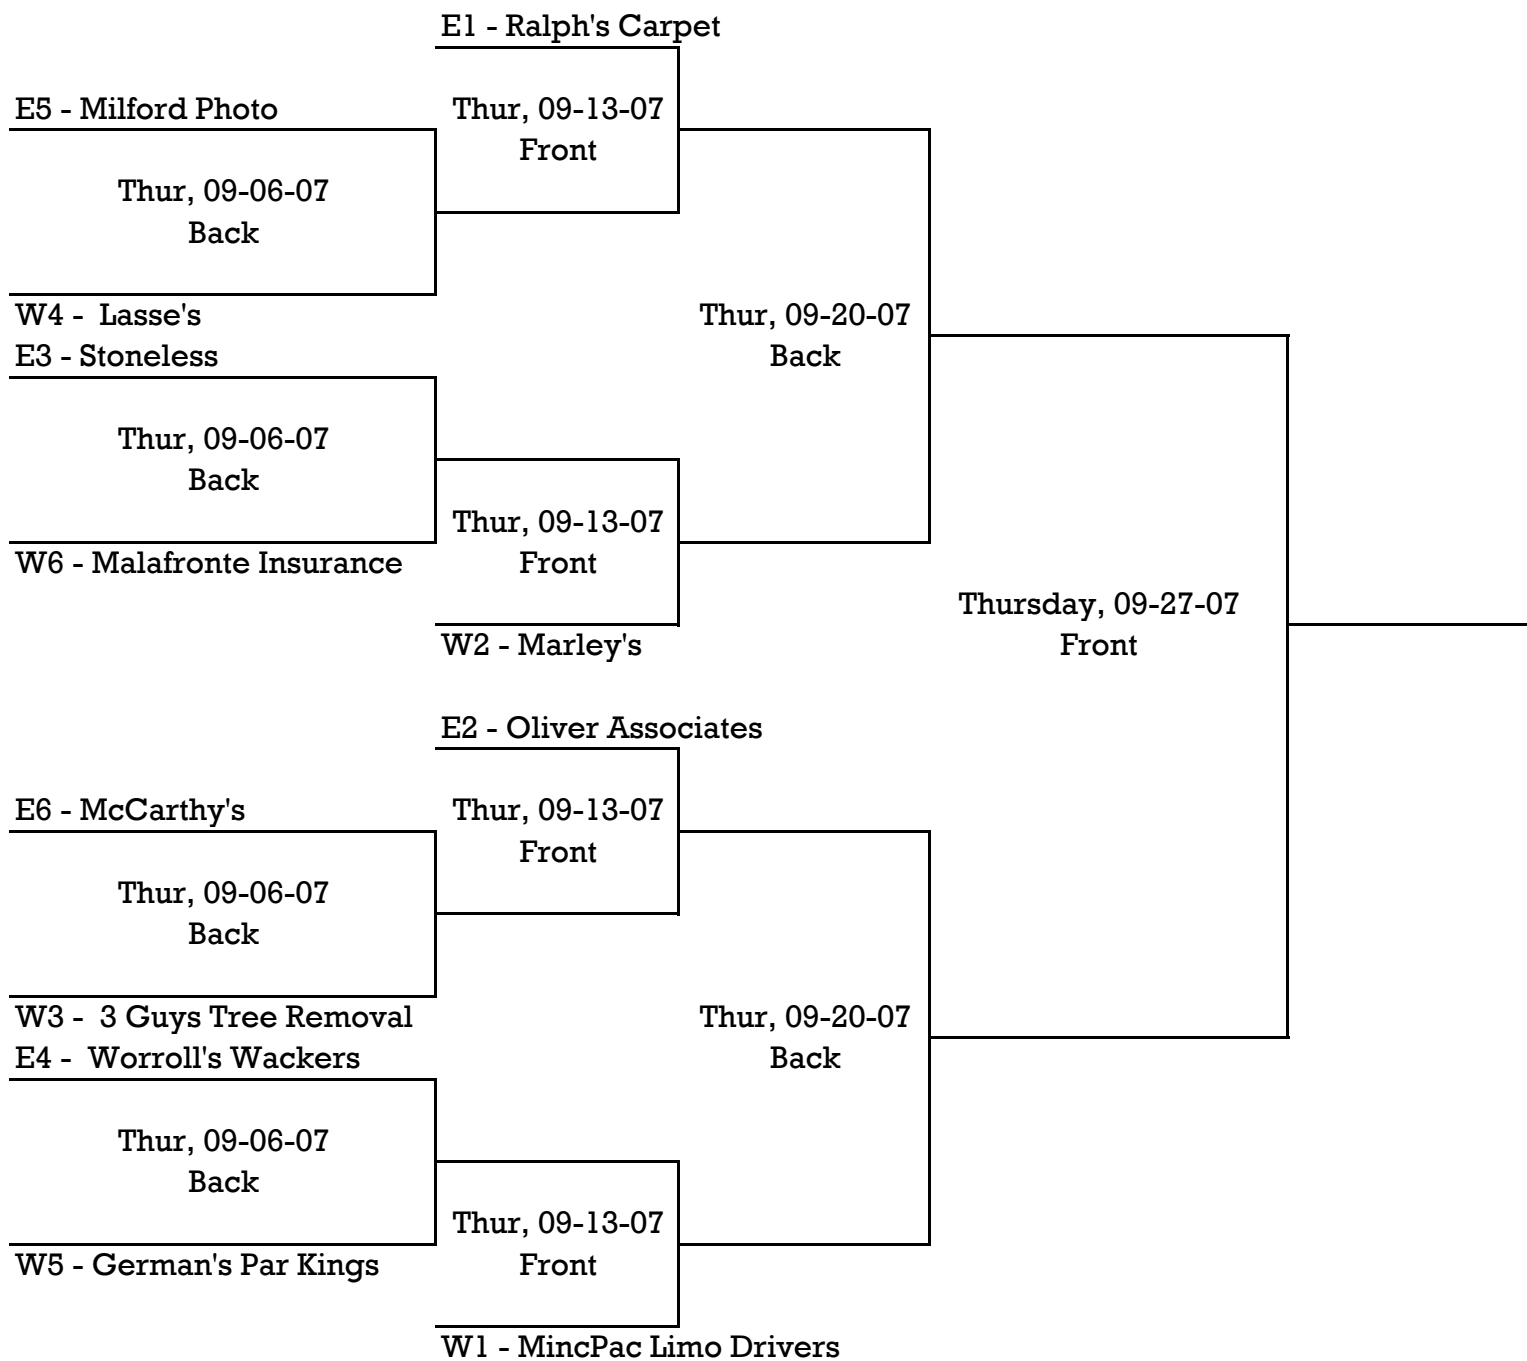 E1 - Ralph's Carpet
E5 - Milford Photo
Thur, 09-13-07
Front
Thur, 09-06-07
Back
W4 -  Lasse's
E3 - Stoneless
Thur, 09-20-07
Back
Thur, 09-06-07
Back
Thur, 09-13-07
Front
W6 - Malafronte Insurance
W2 - Marley's
Thursday, 09-27-07
Front
E2 - Oliver Associates
E6 - McCarthy's
Thur, 09-13-07
Front
Thur, 09-06-07
Back
W3 -  3 Guys Tree Removal
E4 -  Worroll's Wackers
Thur, 09-20-07
Back
Thur, 09-06-07
Back
Thur, 09-13-07
Front
W5 - German's Par Kings
W1 - MincPac Limo Drivers